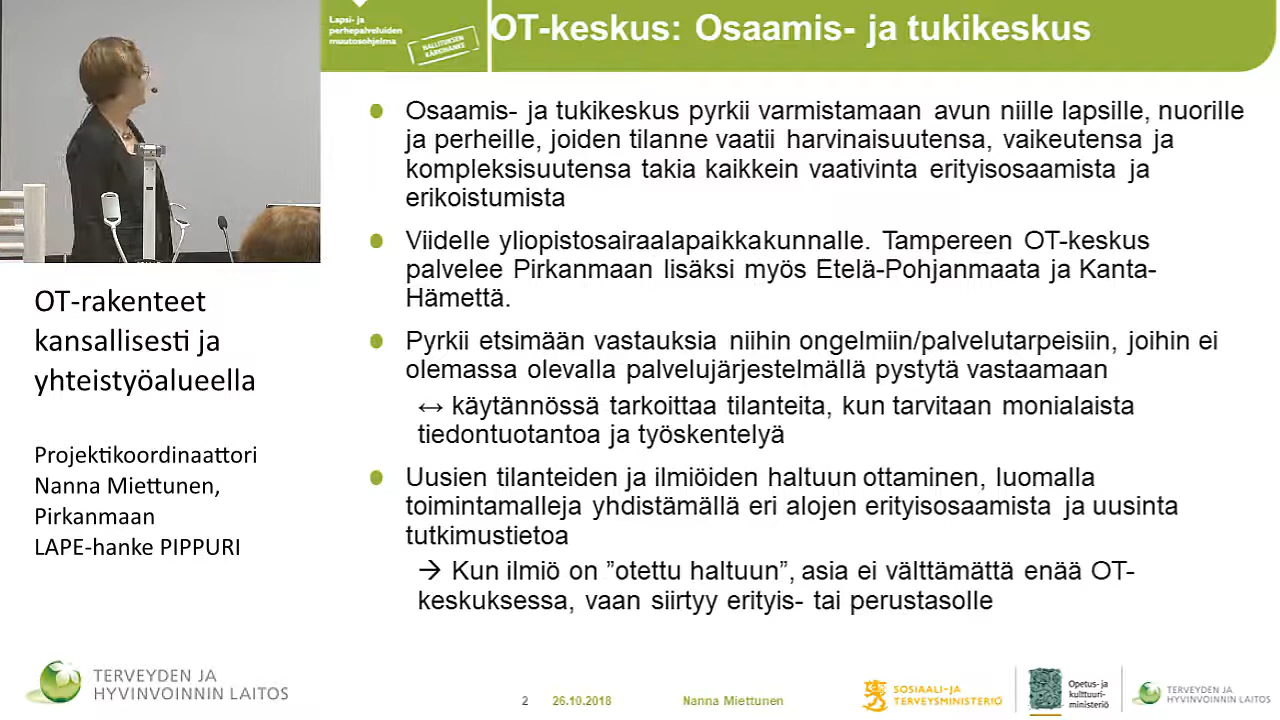 Lapsi- ja
perhepalveluiden
muutosohjelma
HALLITUKSEN
KÄRKIHANKE
OT-keskus: Osaamis- ja tukikeskus
Osaamis- ja tukikeskus pyrkii varmistamaan avun niille lapsille, nuorille
ja perheille, joiden tilanne vaatii harvinaisuutensa, vaikeutensa ja
kompleksisuutensa takia kaikkein vaativinta erityisosaamista ja
erikoistumista
Viidelle yliopistosairaalapaikkakunnalle. Tampereen OT-keskus
palvelee Pirkanmaan lisäksi myös Etelä-Pohjanmaata ja Kanta-
Hämettä.
Pyrkii etsimään vastauksia niihin ongelmiin/palvelutarpeisiin, joihin ei
olemassa olevalla palvelujärjestelmällä pystytä vastaamaan
↔ käytännössä tarkoittaa tilanteita, kun tarvitaan monialaista
tiedontuotantoa ja työskentelyä
Uusien tilanteiden ja ilmiöiden haltuun ottaminen, luomalla
toimintamalleja yhdistämällä eri alojen erityisosaamista ja uusinta
tutkimustietoa
→ Kun ilmiö on ”otettu haltuun”, asia ei välttämättä enää OT-
keskuksessa, vaan siirtyy erityis- tai perustasolle
OT-rakenteet
kansallisesti ja
yhteistyöalueella
Projektikoordinaattori
Nanna Miettunen,
Pirkanmaan
LAPE-hanke PIPPURI
TERVEYDEN JA
HYVINVOINNIN LAITOS
2 26.10.2018 Nanna Miettunen
SOSIAALI- JA
TERVEYSMINISTERIÖ
Opetus- ja
kulttuuri-
ministeriö
TERVEYDEN JA
HYVINVOINNIN LAITOS